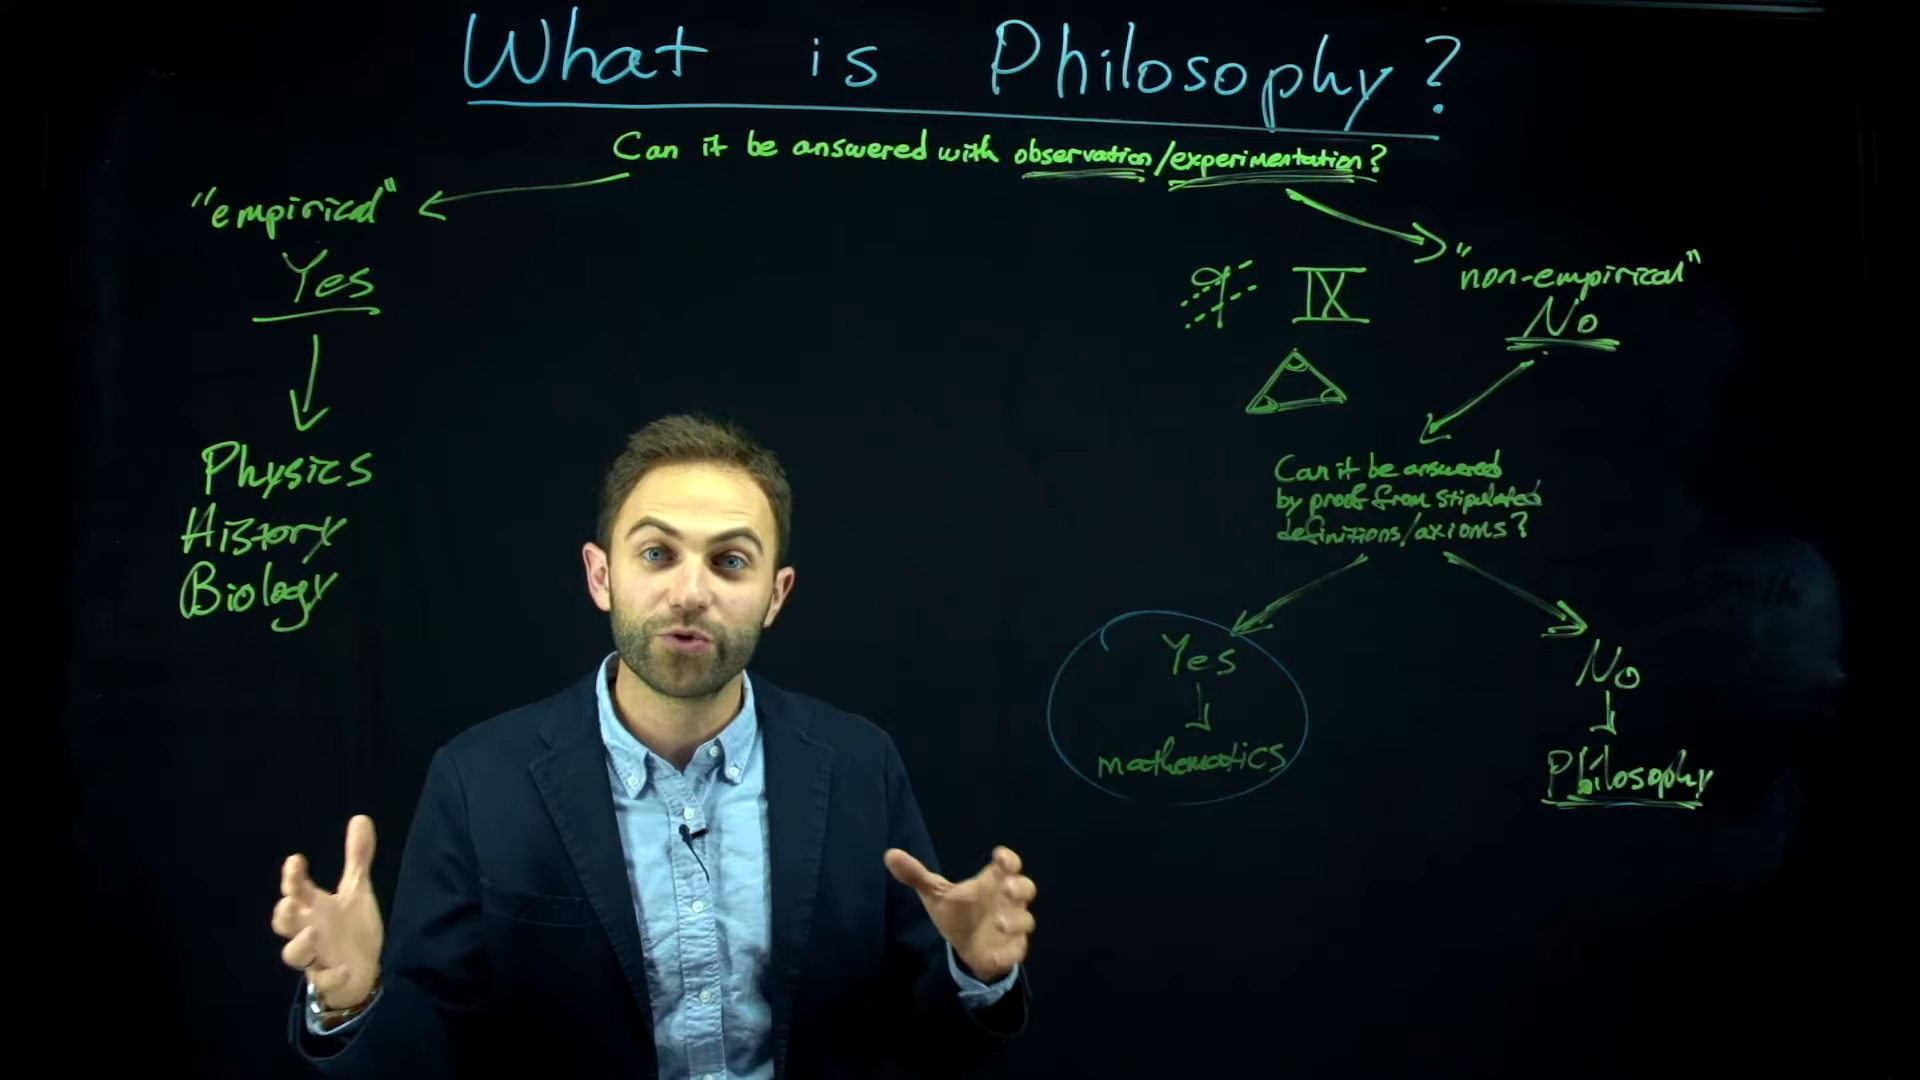 What is Philosophy?
Can it be answered with observation/experimentation?
"empirical"
Yes
Physics
History
Biology
"non-empirical"
No
9 IX
Can it be answered
by proof from stipulated
definitions/axioms?
Yes
mathematics
No
Philosophy